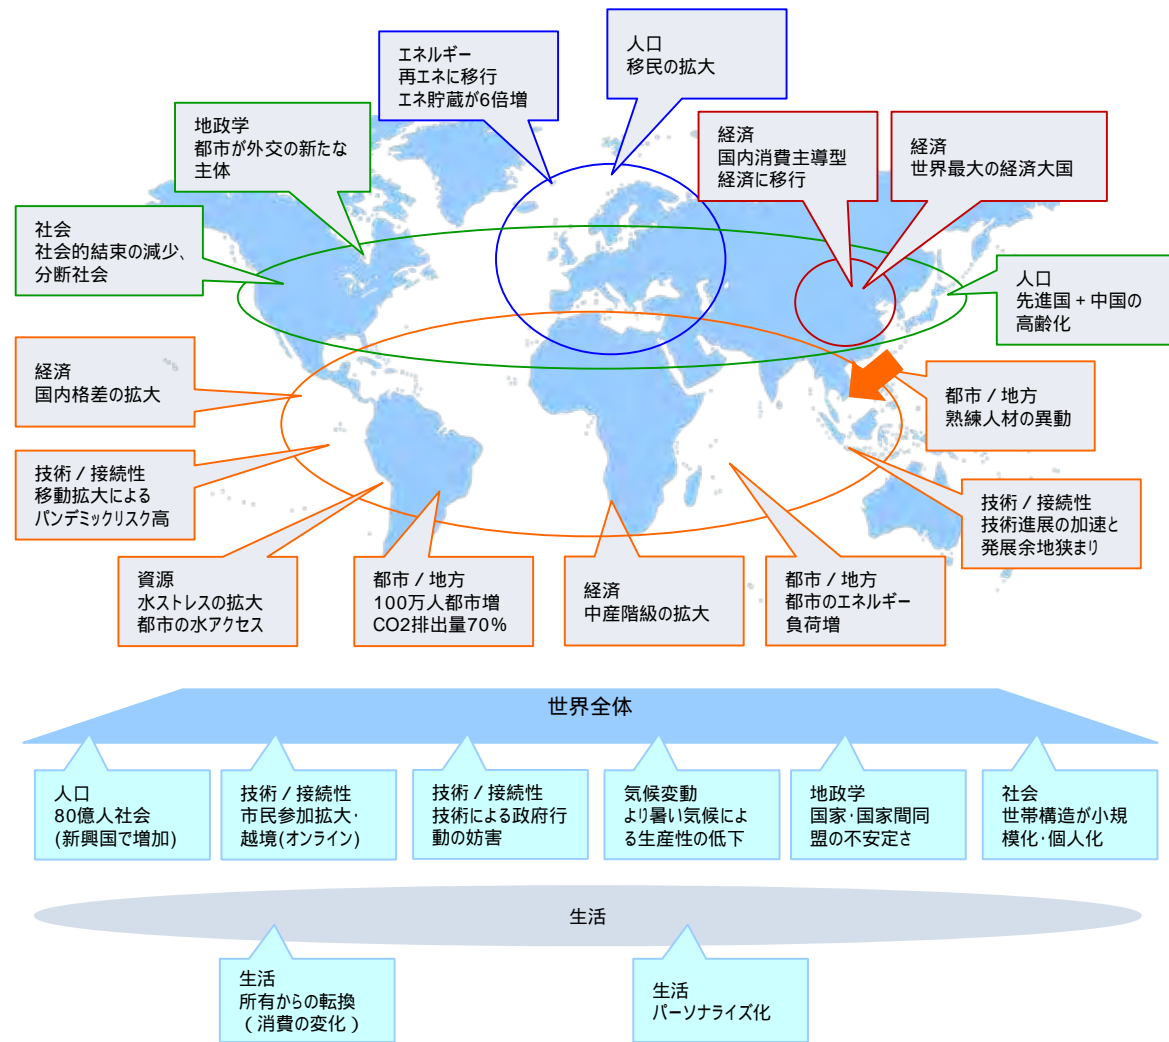 エネルギー
再エネに移行
エネ貯蔵が6倍増
人口
移民の拡大
地政学
都市が外交の新たな
主体
経済
国内消費主導型
経済に移行
経済
世界最大の経済大国
社会
社会的結束の減少、
分断社会
人口
先進国+中国の
高齢化
経済
国内格差の拡大
都市/地方
熟練人材の異動
技術/接続性
移動拡大による
パンデミックリスク高
技術/接続性
技術進展の加速と
発展余地狭まり
資源
水ストレスの拡大
都市の水アクセス
都市/地方
100万人都市増
CO2排出量70%
経済
中産階級の拡大
都市/地方
都市のエネルギー
負荷増
世界全体
人口
80億人社会
(新興国で増加)
技術/接続性
市民参加拡大・
越境(オンライン)
技術/接続性
技術による政府行
動の妨害
気候変動
より暑い気候によ
る生産性の低下
地政学
国家・国家間同
盟の不安定さ
社会
世帯構造が小規
模化・個人化
生活
生活
所有からの転換
(消費の変化)
生活
パーソナライズ化